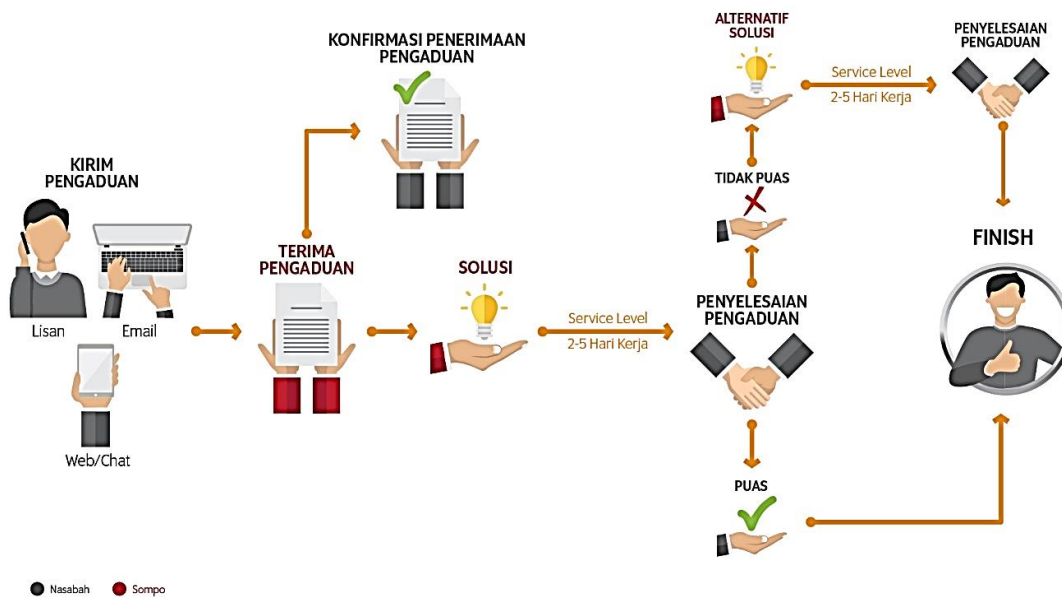 KIRIM
PENGADUAN
Lisan
Email
Web/Chat
TERIMA
PENGADUAN
KONFIRMASI PENERIMAAN
PENGADUAN
SOLUSI
Service Level
2-5 Hari Kerja
PENYELESAIAN
PENGADUAN
TIDAK PUAS
ALTERNATIF
SOLUSI
Service Level
2-5 Hari Kerja
PENYELESAIAN
PENGADUAN
PUAS
FINISH
Nasabah
Sompo